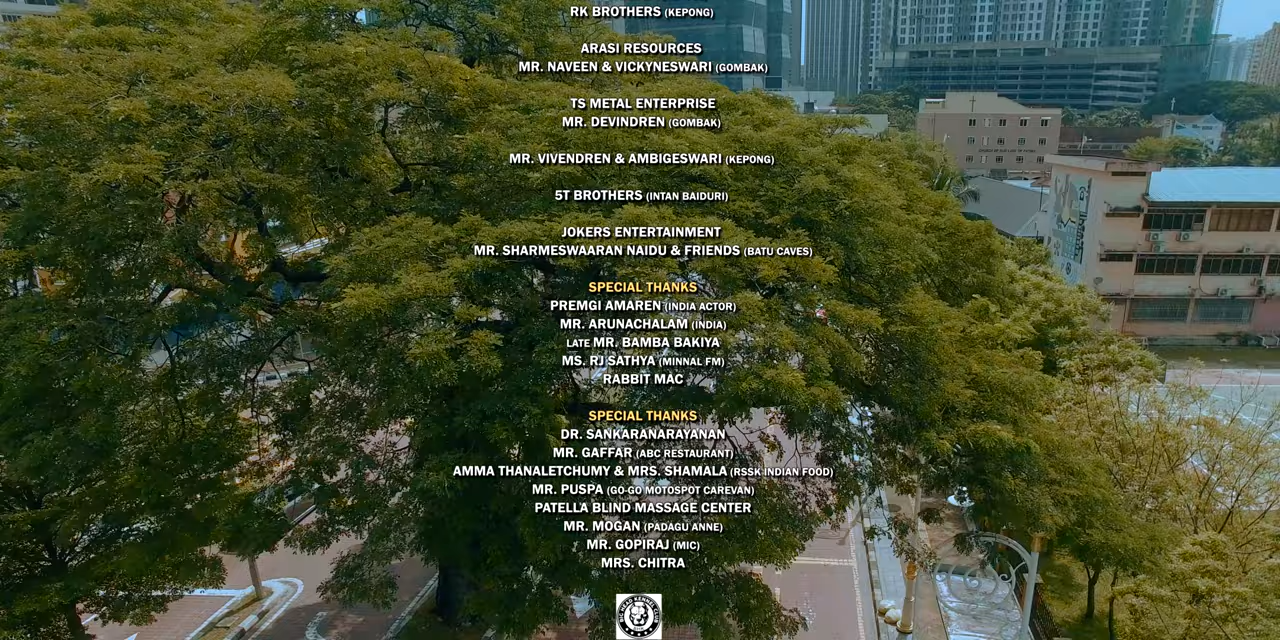 RK BROTHERS (KEPONG)
ARASI RESOURCES
MR. NAVEEN & VICKYNESWARI (GOMBAK)
TS METAL ENTERPRISE
MR. DEVINDREN (GOMBAK)
MR. VIVENDREN & AMBIGESWARI (KEPONG)
5T BROTHERS (INTAN BAIDURI)
JOKERS ENTERTAINMENT
MR. SHARMESWAARAN NAIDU & FRIENDS (BATU CAVES)
SPECIAL THANKS
PREMGI AMAREN (INDIA ACTOR)
MR. ARUNACHALAM (INDIA)
LATE MR. BAMBA BAKIYA
MS. RJ SATHYA (MINNAL FM)
RABBIT MAC
SPECIAL THANKS
DR. SANKARANARAYANAN
MR. GAFFAR (ABC RESTAURANT)
AMMA THANALETCHUMY & MRS. SHAMALA (RSSK INDIAN FOOD)
MR. PUSPA (GO-GO MOTOSPOT CAREVAN)
PATELLA BLIND MASSAGE CENTER
MR. MOGAN (PADAGU ANNE)
MR. GOPIRAJ (MIC)
MRS. CHITRA